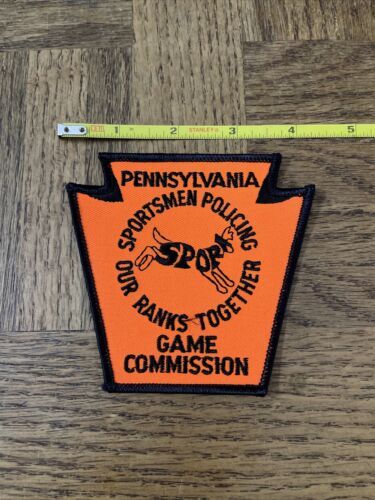 1 STANLEY 2 3 4 5
PENNSYLVANIA
SPORTSMEN POLICING
SPORT
OUR RANKS TOGETHER
GAME
COMMISSION